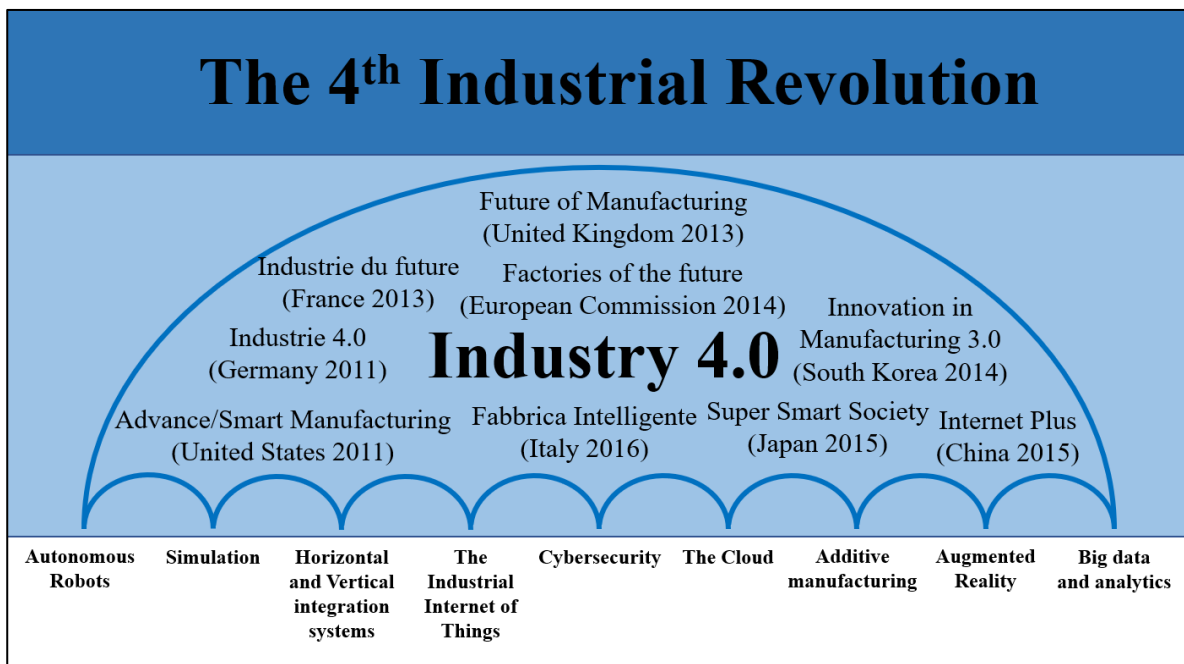 The 4th Industrial Revolution
Future of Manufacturing
(United Kingdom 2013)
Industrie du future
(France 2013)
Factories of the future
(European Commission 2014)
Innovation in
Manufacturing 3.0
(South Korea 2014)
Industrie 4.0
(Germany 2011)
Industry 4.0
Advance/Smart Manufacturing
(United States 2011)
Fabbrica Intelligente
(Italy 2016)
Super Smart Society
(Japan 2015)
Internet Plus
(China 2015)
Autonomous
Robots
Simulation
Horizontal
and Vertical
integration
systems
The
Industrial
Internet of
Things
Cybersecurity
The Cloud
Additive
manufacturing
Augmented
Reality
Big data
and analytics